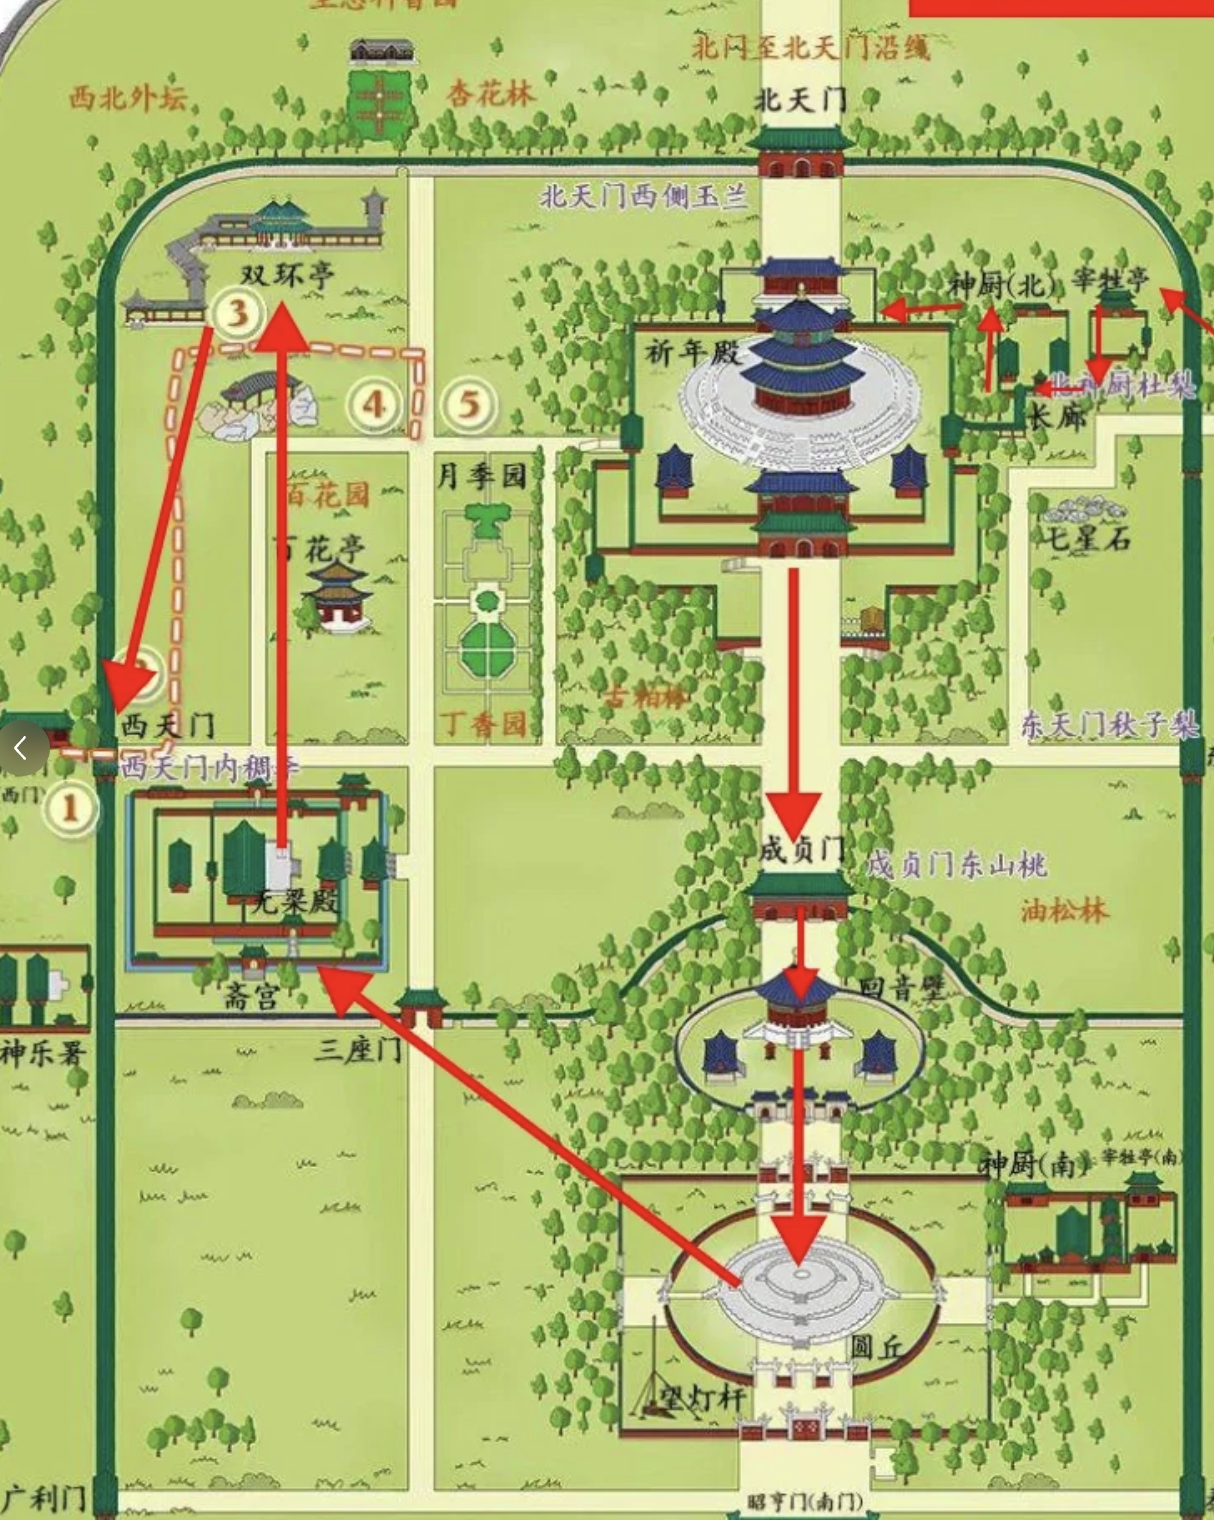 北门至北天门沿线
西北外坛
杏花林
北天门
北天门西侧玉兰
双环亭
神厨(北)
宰牲亭
3
祈年殿
北神厨杜梨
4
5
长廊
月季园
百花园
百花亭
七星石
古柏林
丁香园
西天门
东天门秋子梨
西天门内稠李
西门)
1
成贞门
成贞门东山桃
无梁殿
油松林
斋宫
回音壁
三座门
神乐署
神厨(南)
宰牲亭(南)
圆丘
望灯杆
广利门
昭亨门(南门)